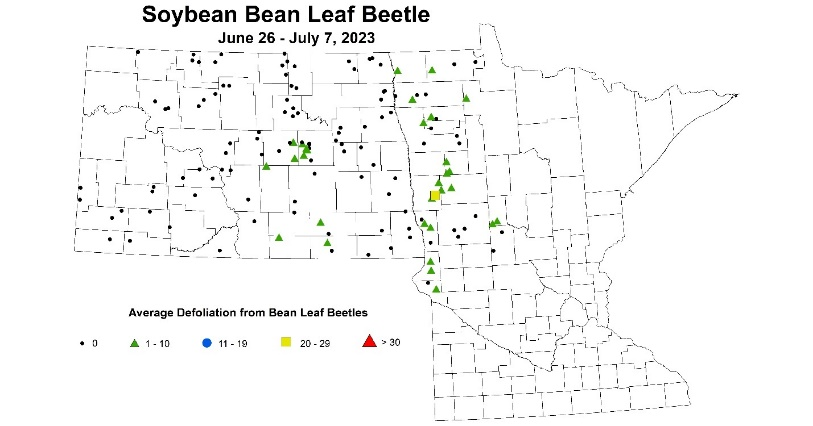 Soybean Bean Leaf Beetle
June 26 - July 7, 2023
Average Defoliation from Bean Leaf Beetles
0 1 - 10 11 - 19 20 - 29 > 30